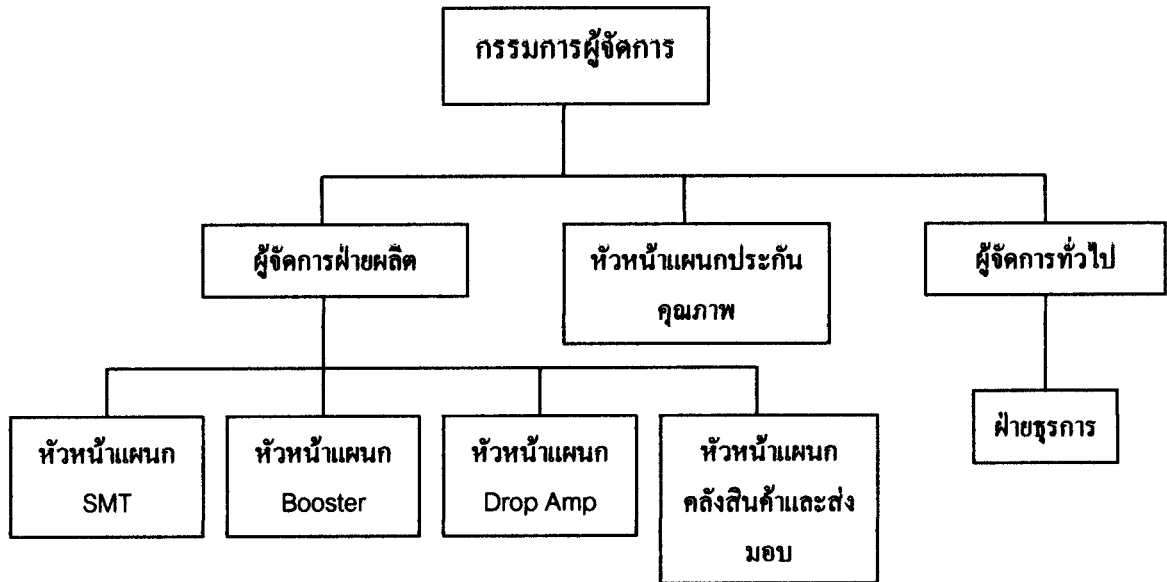 กรรมการผู้จัดการ
ผู้จัดการฝ่ายผลิต
หัวหน้าแผนกประกัน
คุณภาพ
ผู้จัดการทั่วไป
หัวหน้าแผนก
SMT
หัวหน้าแผนก
Booster
หัวหน้าแผนก
Drop Amp
หัวหน้าแผนก
คลังสินค้าและส่ง
มอบ
ฝ่ายธุรการ